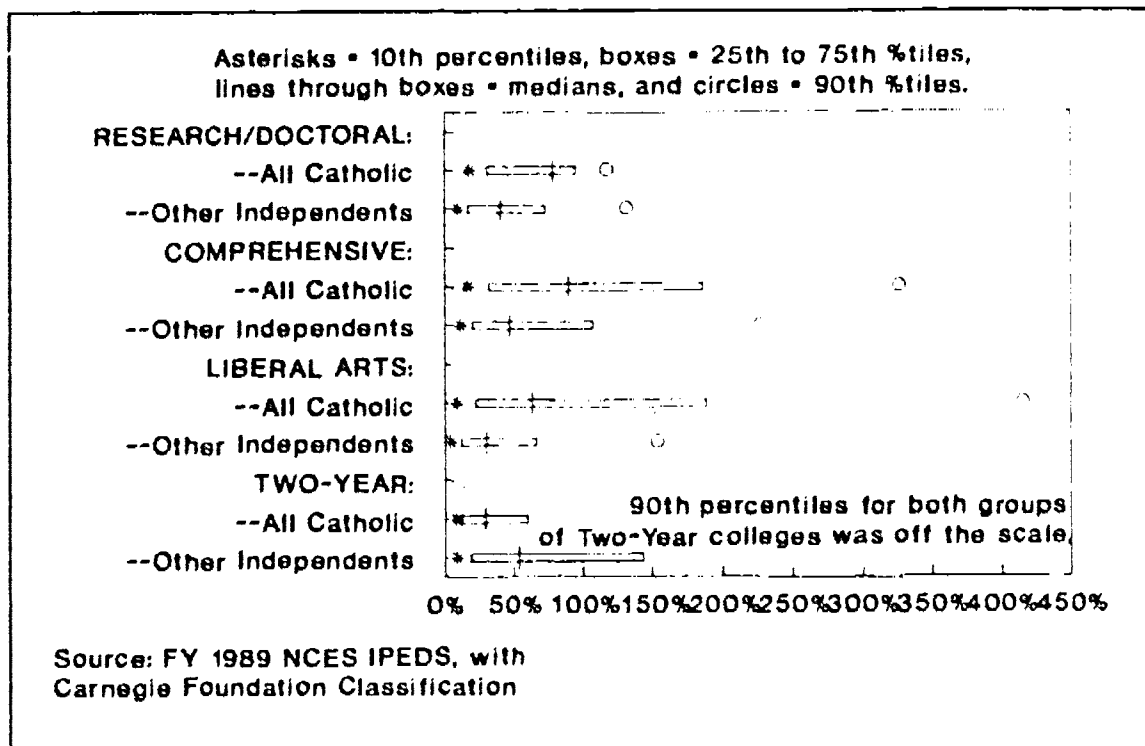 Asterisks = 10th percentiles, boxes = 25th to 75th %tiles,
lines through boxes = medians, and circles = 90th %tiles.
RESEARCH/DOCTORAL:
--All Catholic
--Other Independents
COMPREHENSIVE:
--All Catholic
--Other Independents
LIBERAL ARTS:
--All Catholic
--Other Independents
TWO-YEAR:
--All Catholic
--Other Independents
90th percentiles for both groups
of Two-Year colleges was off the scale.
0% 50% 100% 150% 200% 250% 300% 350% 400% 450%
Source: FY 1989 NCES IPEDS, with
Carnegie Foundation Classification